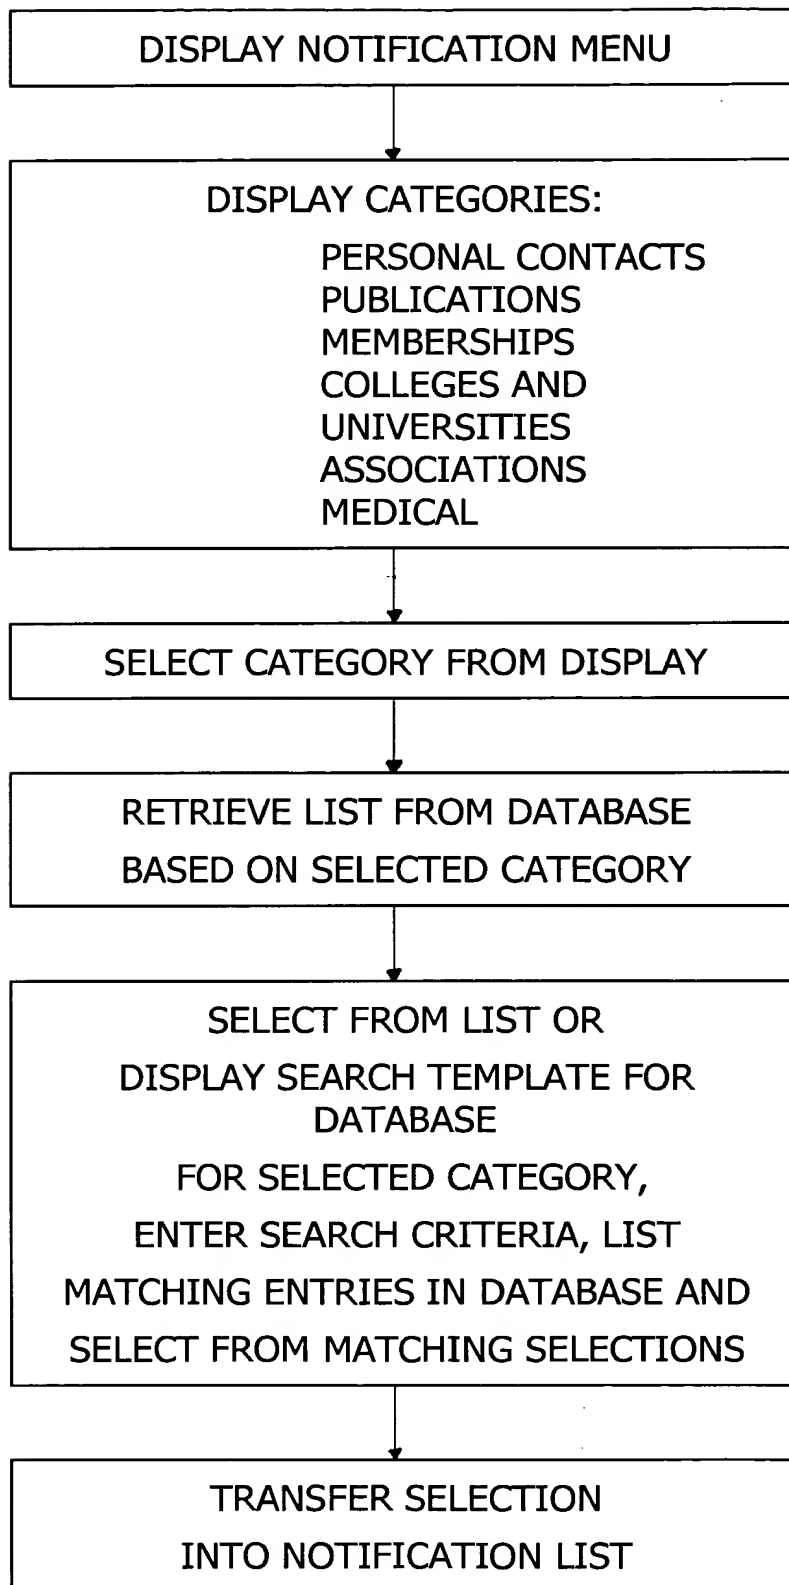 DISPLAY NOTIFICATION MENU
DISPLAY CATEGORIES:
PERSONAL CONTACTS
PUBLICATIONS
MEMBERSHIPS
COLLEGES AND
UNIVERSITIES
ASSOCIATIONS
MEDICAL
SELECT CATEGORY FROM DISPLAY
RETRIEVE LIST FROM DATABASE
BASED ON SELECTED CATEGORY
SELECT FROM LIST OR
DISPLAY SEARCH TEMPLATE FOR
DATABASE
FOR SELECTED CATEGORY,
ENTER SEARCH CRITERIA, LIST
MATCHING ENTRIES IN DATABASE AND
SELECT FROM MATCHING SELECTIONS
TRANSFER SELECTION
INTO NOTIFICATION LIST